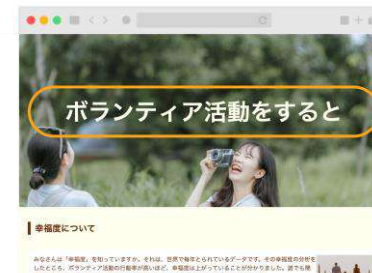 ボランティア活動をすると
幸福度について
みなさんは「幸福度」を知っていますか。それは、世界で毎年とられているデータです。その幸福度の分析を
したところ、ボランティア活動の行動率が高いほど、幸福度は上がっていることが分かりました。誰でも簡